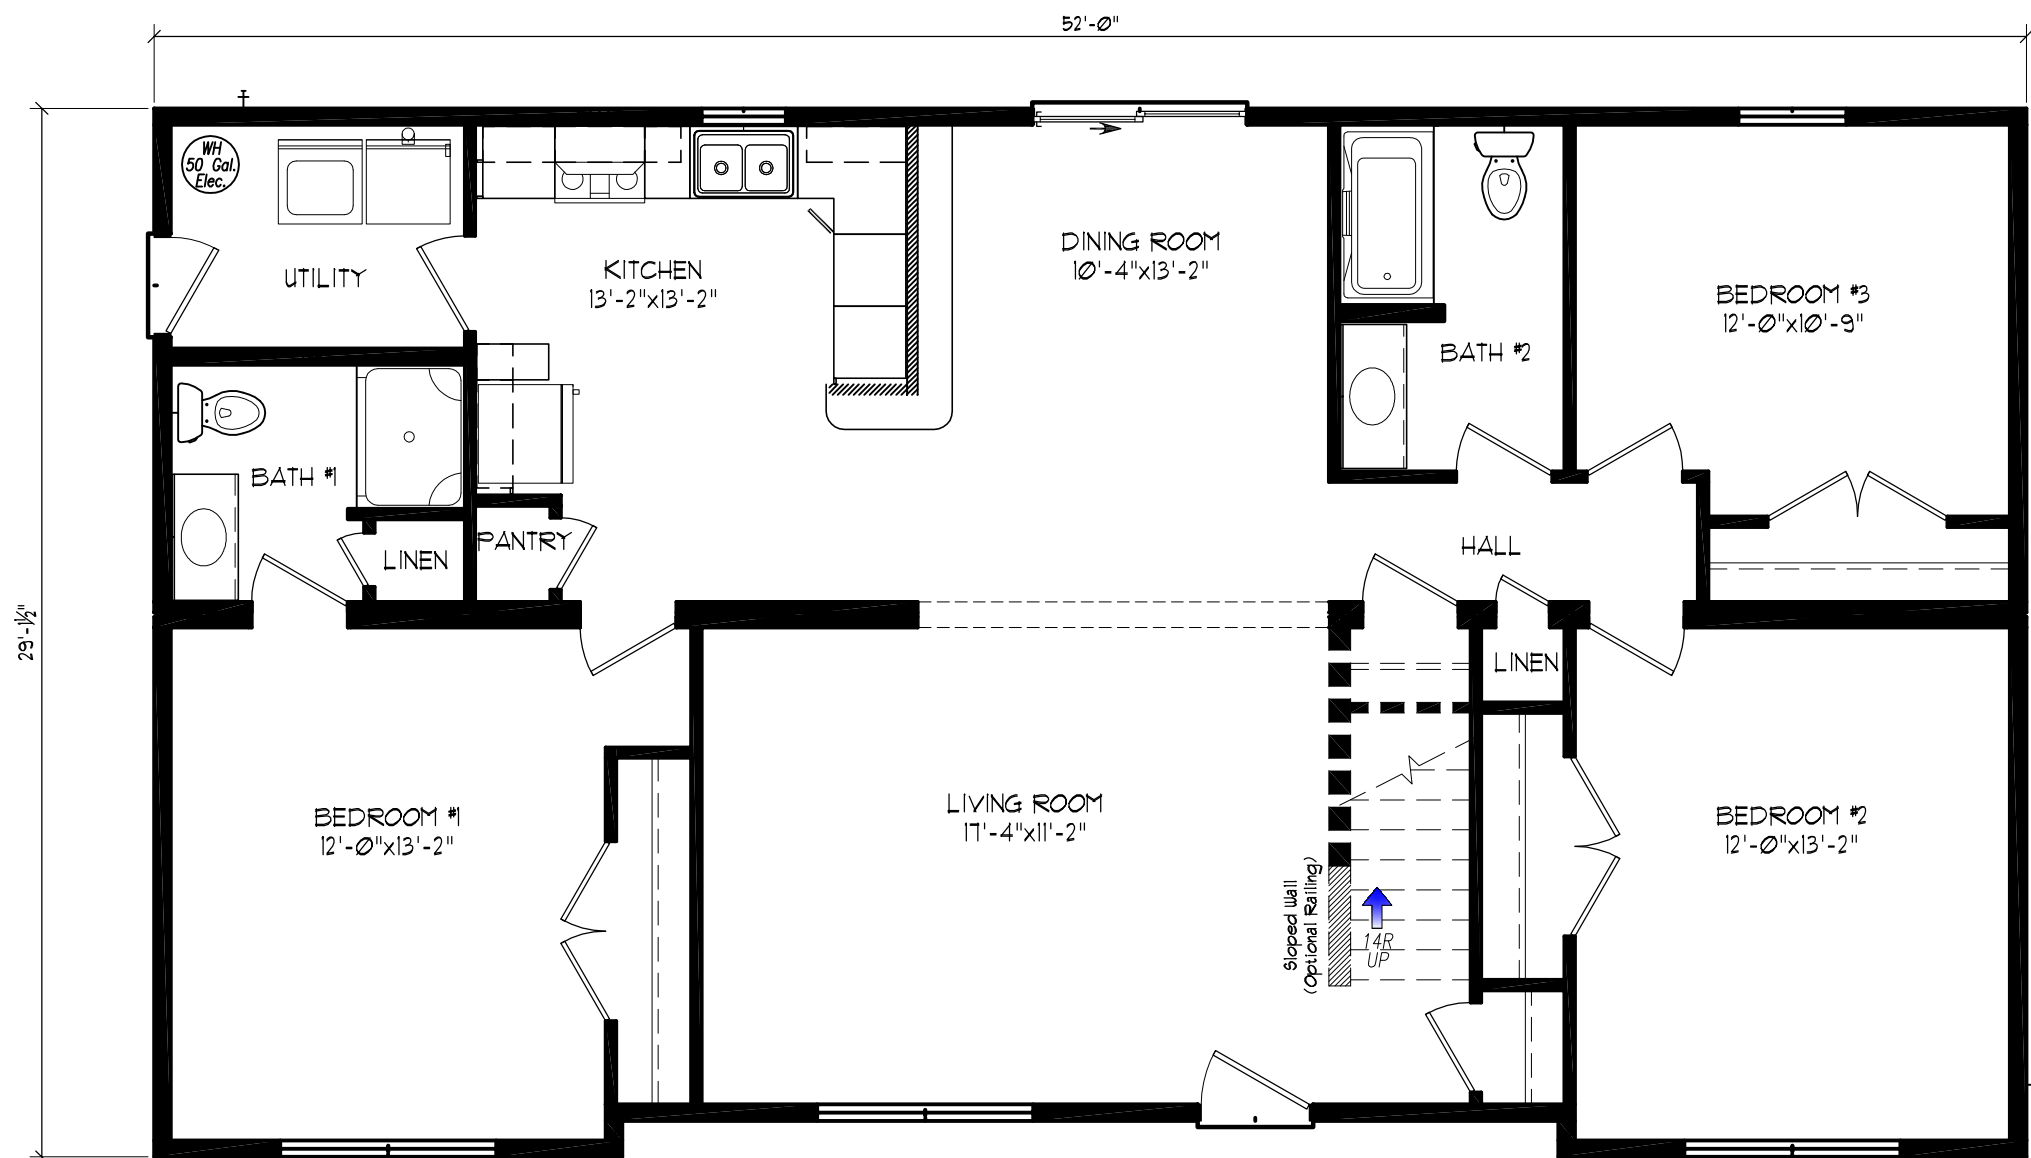 52'-0"
WH
50 Gal.
Elec.
UTILITY
KITCHEN
13'-2"x13'-2"
DINING ROOM
10'-4"x13'-2"
BEDROOM #3
12'-0"x10'-9"
BATH #2
BATH #1
LINEN
PANTRY
HALL
29'-1½"
LINEN
BEDROOM #1
12'-0"x13'-2"
LIVING ROOM
17'-4"x11'-2"
BEDROOM #2
12'-0"x13'-2"
Sloped Wall
(Optional Railing)
14R
UP